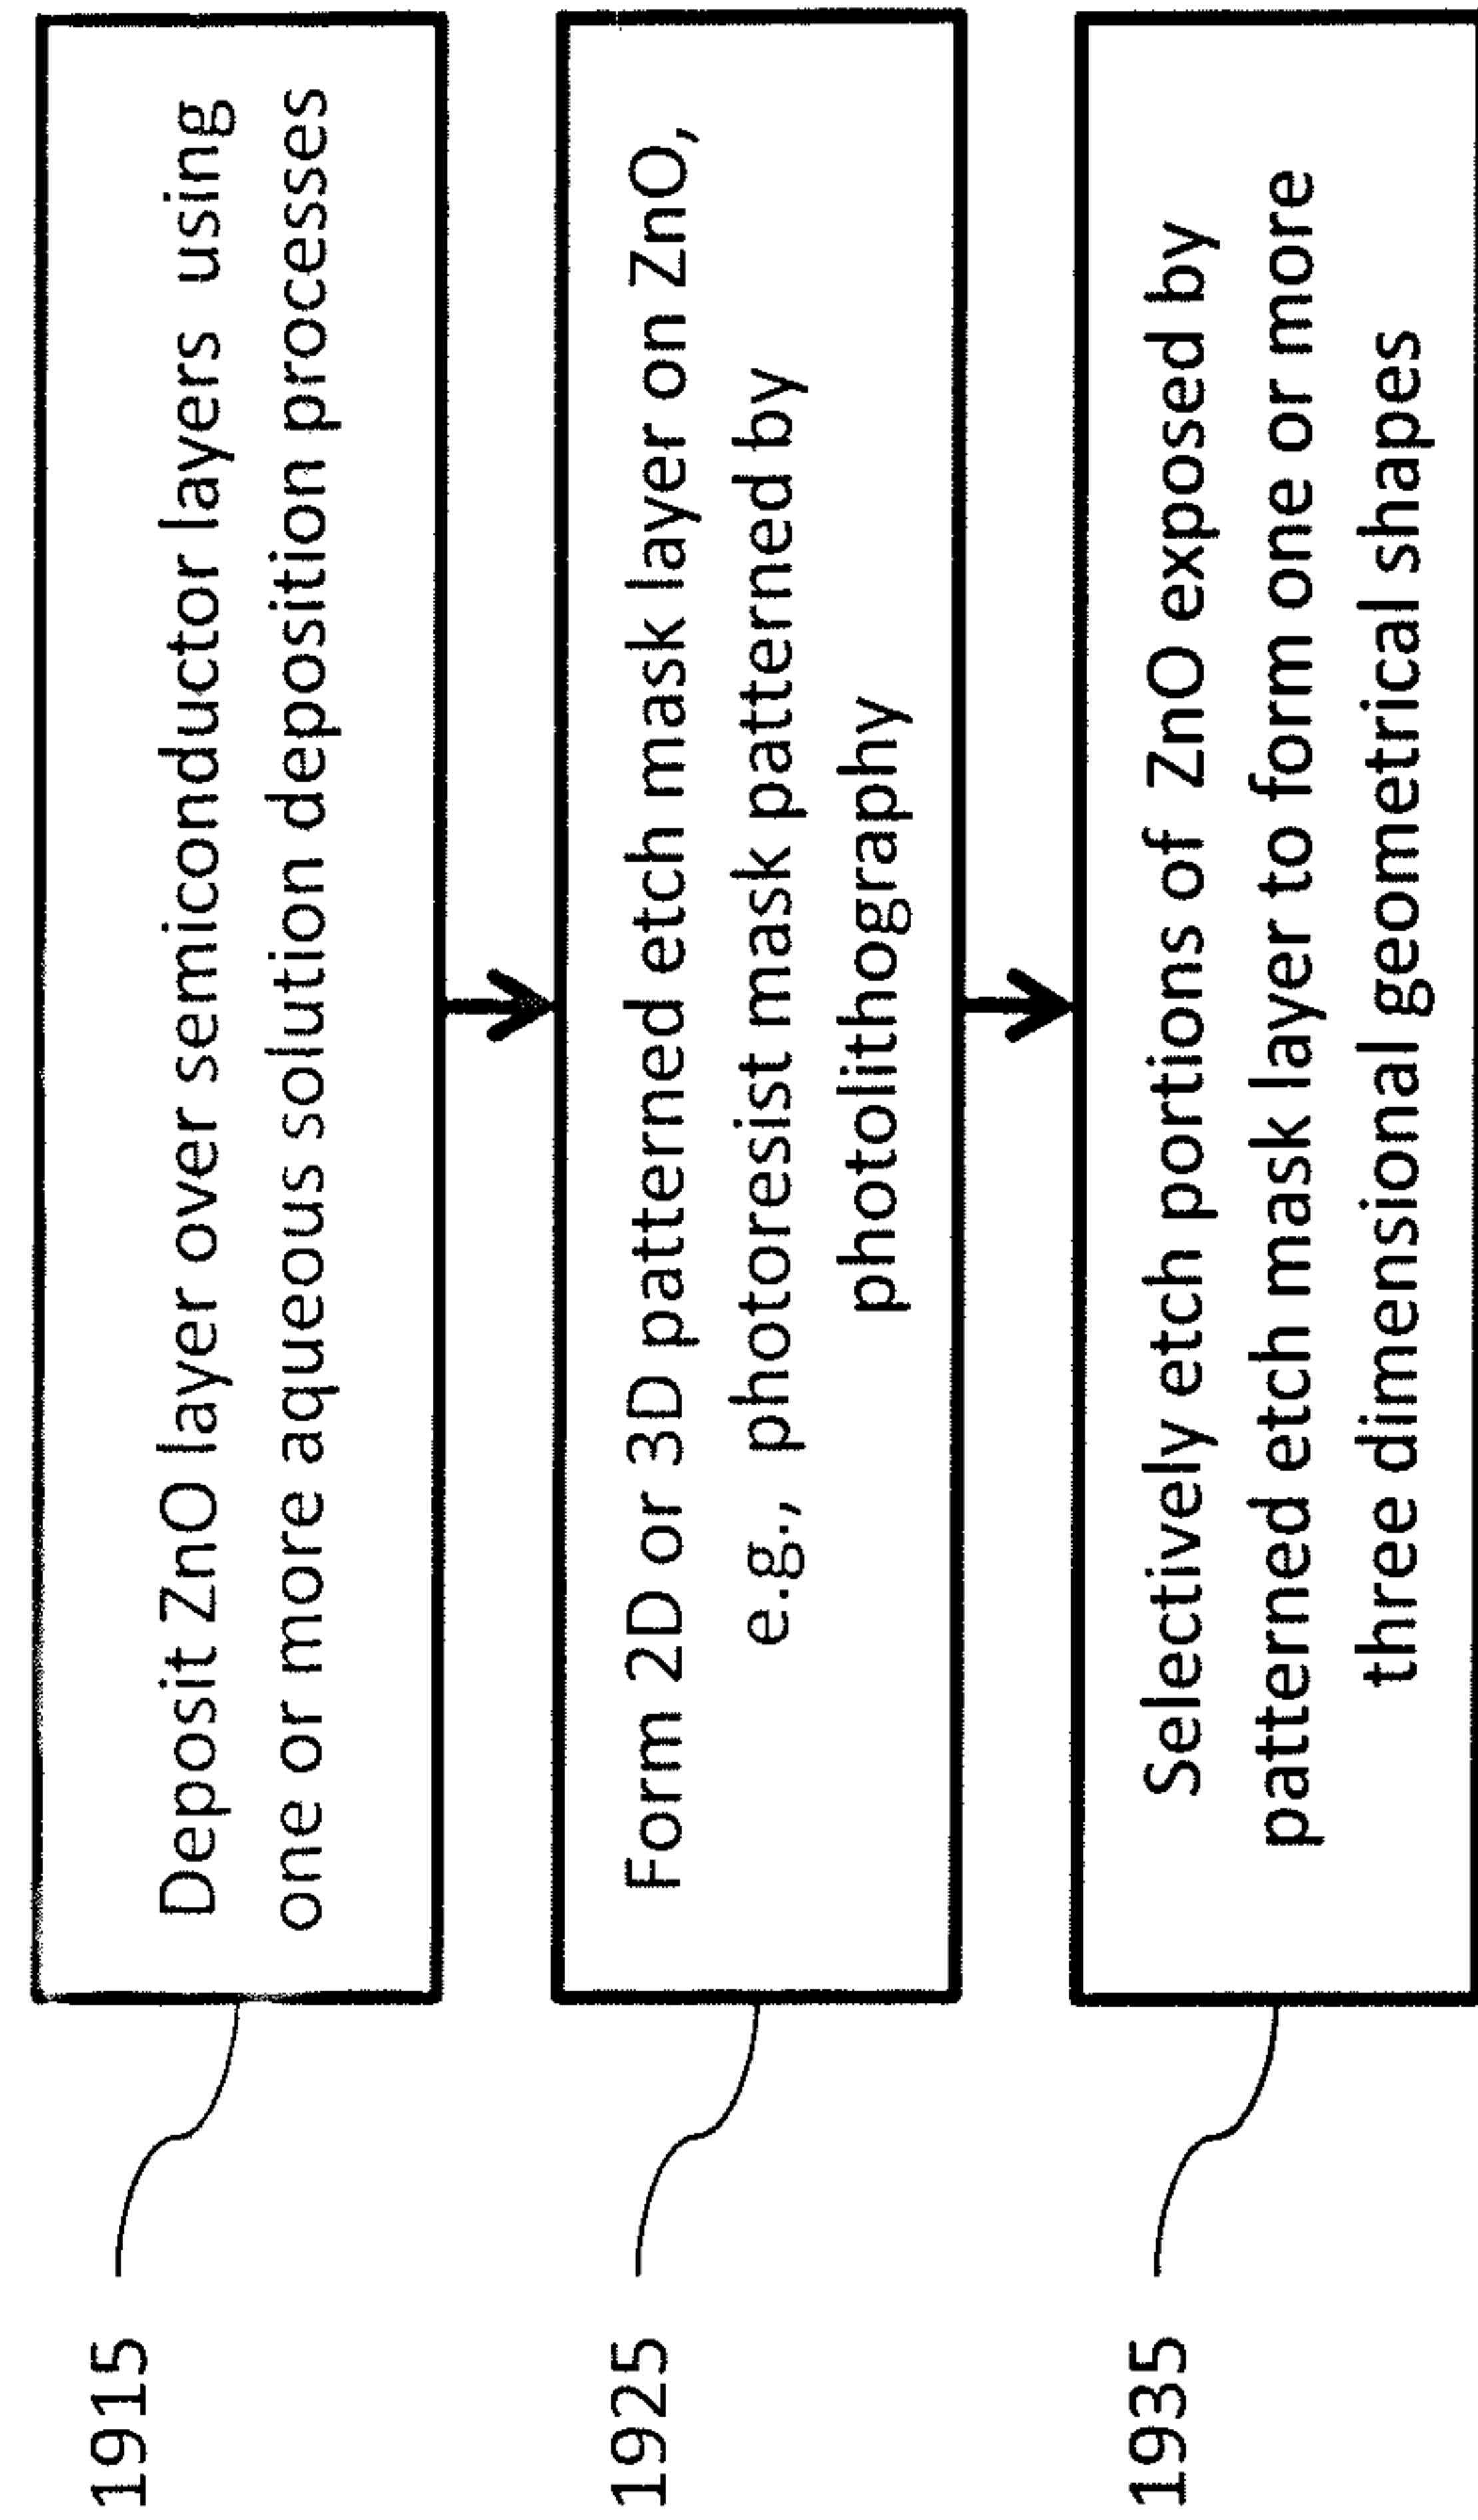 1915
Deposit ZnO layer over semiconductor layers using
one or more aqueous solution deposition processes
1925
Form 2D or 3D patterned etch mask layer on ZnO,
e.g., photoresist mask patterned by
photolithography
1935
Selectively etch portions of ZnO exposed by
patterned etch mask layer to form one or more
three dimensional geometrical shapes